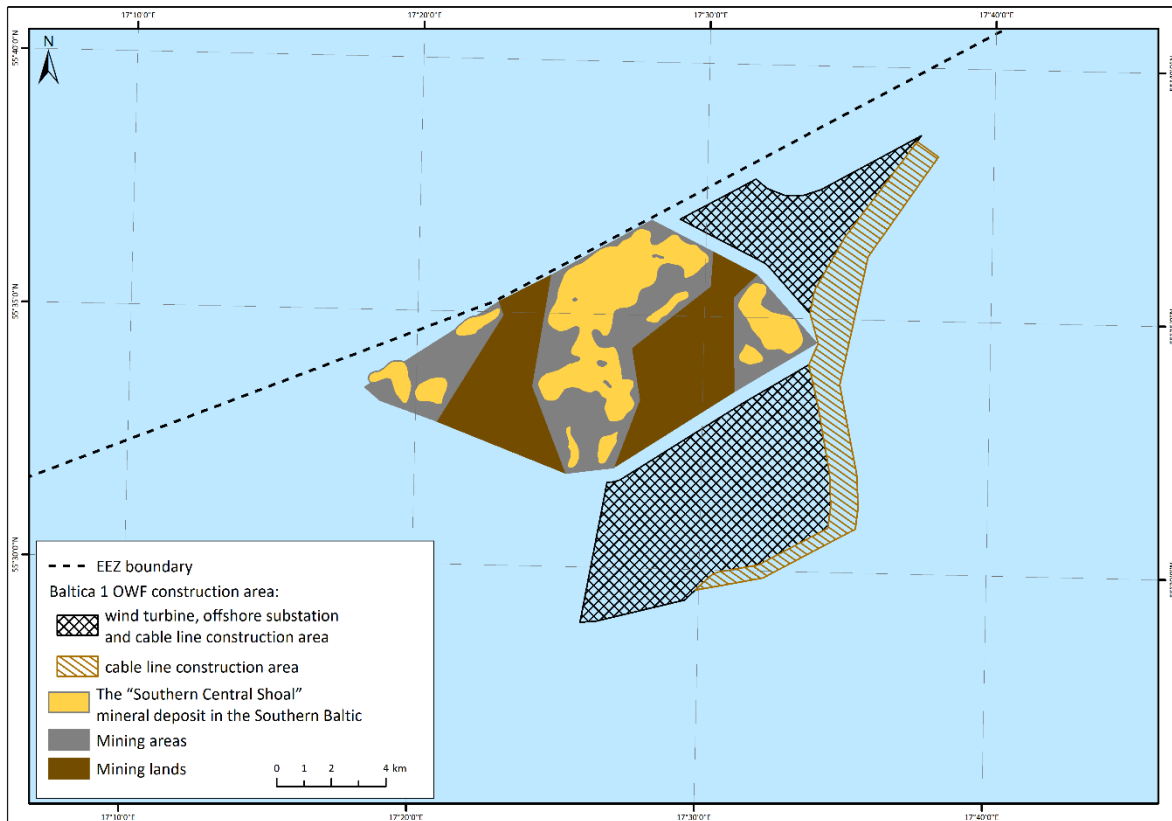 17°10'0"E 17°20'0"E 17°30'0"E 17°40'0"E
N
55°40'0"N
55°35'0"N
55°30'0"N
EEZ boundary
Baltica 1 OWF construction area:
wind turbine, offshore substation
and cable line construction area
cable line construction area
The “Southern Central Shoal”
mineral deposit in the Southern Baltic
Mining areas
Mining lands
0 1 2 4 km
17°10'0"E 17°20'0"E 17°30'0"E 17°40'0"E